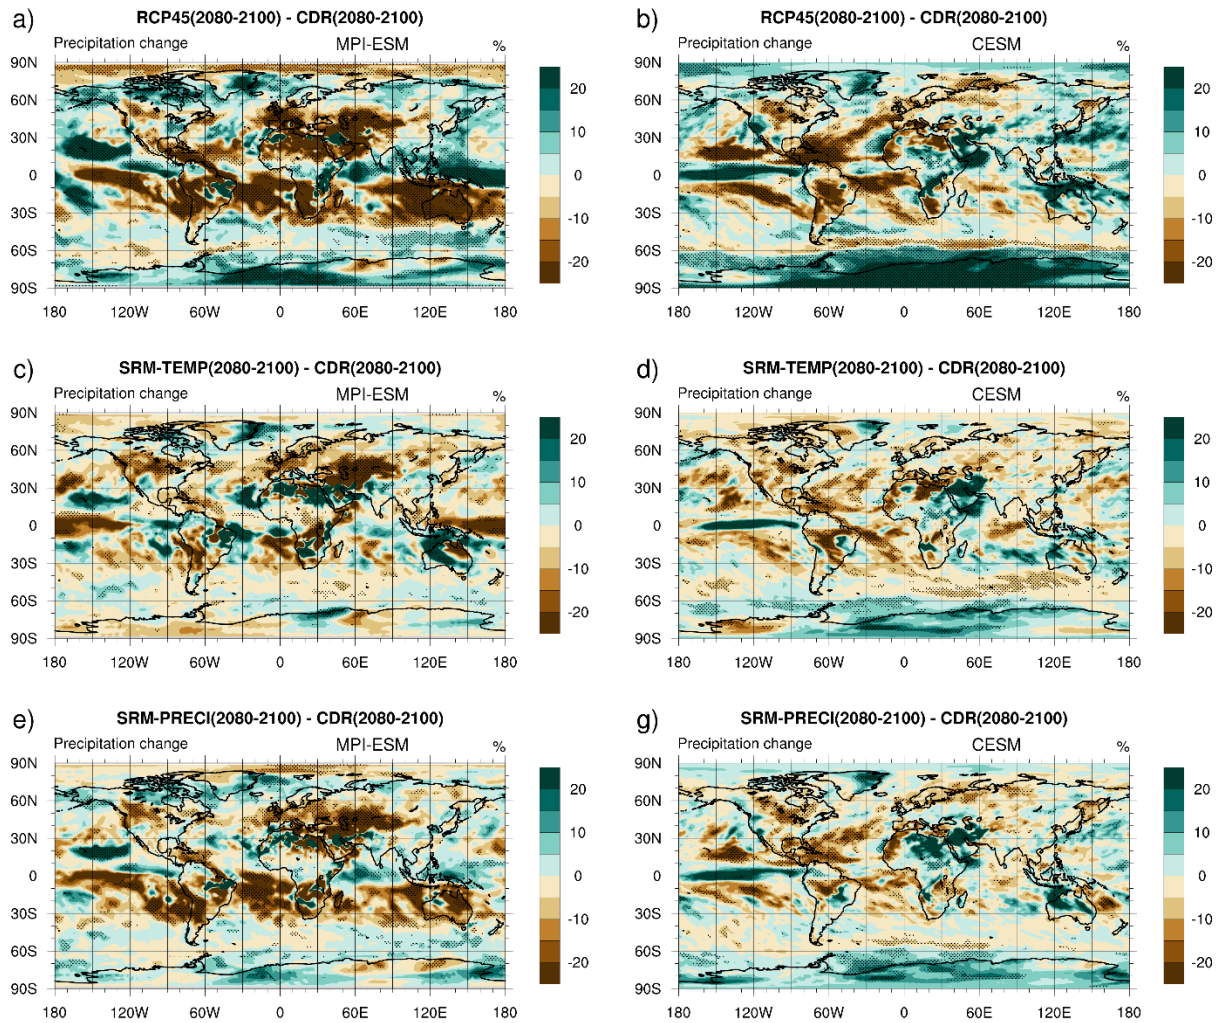 a) RCP45(2080-2100) - CDR(2080-2100)
Precipitation change MPI-ESM %
90N
60N
30N
0
30S
60S
90S
180 120W 60W 0 60E 120E 180
20
10
0
-10
-20
b) RCP45(2080-2100) - CDR(2080-2100)
Precipitation change CESM %
90N
60N
30N
0
30S
60S
90S
180 120W 60W 0 60E 120E 180
20
10
0
-10
-20
c) SRM-TEMP(2080-2100) - CDR(2080-2100)
Precipitation change MPI-ESM %
90N
60N
30N
0
30S
60S
90S
180 120W 60W 0 60E 120E 180
20
10
0
-10
-20
d) SRM-TEMP(2080-2100) - CDR(2080-2100)
Precipitation change CESM %
90N
60N
30N
0
30S
60S
90S
180 120W 60W 0 60E 120E 180
20
10
0
-10
-20
e) SRM-PRECI(2080-2100) - CDR(2080-2100)
Precipitation change MPI-ESM %
90N
60N
30N
0
30S
60S
90S
180 120W 60W 0 60E 120E 180
20
10
0
-10
-20
g) SRM-PRECI(2080-2100) - CDR(2080-2100)
Precipitation change CESM %
90N
60N
30N
0
30S
60S
90S
180 120W 60W 0 60E 120E 180
20
10
0
-10
-20